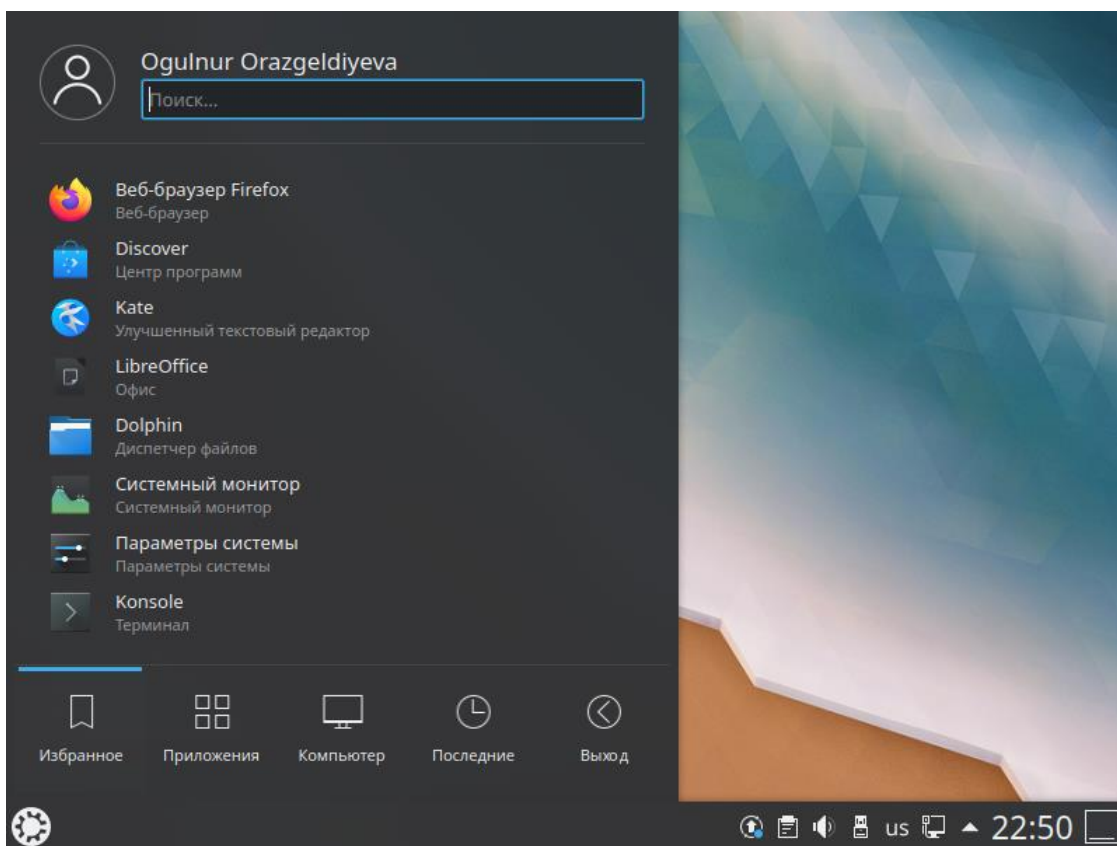 Ogulnur Orazgeldiyeva
Поиск...
Веб-браузер Firefox
Веб-браузер
Discover
Центр программ
Kate
Улучшенный текстовый редактор
LibreOffice
Офис
Dolphin
Диспетчер файлов
Системный монитор
Системный монитор
Параметры системы
Параметры системы
Konsole
Терминал
Избранное Приложения Компьютер Последние Выход
us 22:50